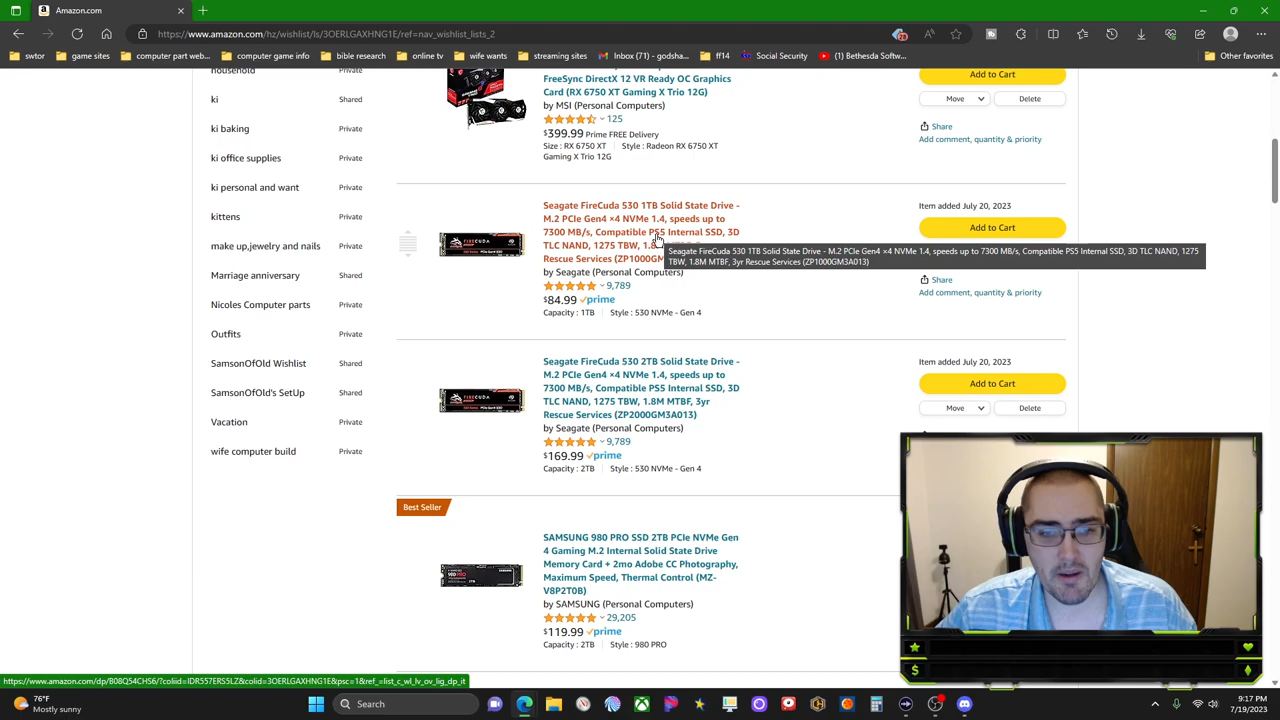 Amazon.com
https://www.amazon.com/hz/wishlist/ls/3OERLGAXHNG1E/ref=nav_wishlist_lists_2
swtor
game sites
computer part web...
computer game info
bible research
online tv
wife wants
streaming sites
Inbox (71) - godsha...
ff14
Social Security
(1) Bethesda Softw...
Other favorites
household Private
ki Shared
ki baking Private
ki office supplies Private
ki personal and want Private
kittens Private
make up,jewelry and nails Private
Marriage anniversary Private
Nicoles Computer parts Private
Outfits Private
SamsonOfOld Wishlist Shared
SamsonOfOld's SetUp Shared
Vacation Private
wife computer build Private
FreeSync DirectX 12 VR Ready OC Graphics
Card (RX 6750 XT Gaming X Trio 12G)
by MSI (Personal Computers)
125
$399.99 Prime FREE Delivery
Size : RX 6750 XT Style : Radeon RX 6750 XT
Gaming X Trio 12G
Add to Cart
Move Delete
Share
Add comment, quantity & priority
FIRECUDA
Seagate FireCuda 530 1TB Solid State Drive -
M.2 PCIe Gen4 ×4 NVMe 1.4, speeds up to
7300 MB/s, Compatible PS5 Internal SSD, 3D
TLC NAND, 1275 TBW, 1.8
Rescue Services (ZP1000G
by Seagate (Personal Computers)
9,789
$84.99 prime
Capacity : 1TB Style : 530 NVMe - Gen 4
Item added July 20, 2023
Add to Cart
Seagate FireCuda 530 1TB Solid State Drive - M.2 PCIe Gen4 ×4 NVMe 1.4, speeds up to 7300 MB/s, Compatible PS5 Internal SSD, 3D TLC NAND, 1275
TBW, 1.8M MTBF, 3yr Rescue Services (ZP1000GM3A013)
Share
Add comment, quantity & priority
FIRECUDA
Seagate FireCuda 530 2TB Solid State Drive -
M.2 PCIe Gen4 ×4 NVMe 1.4, speeds up to
7300 MB/s, Compatible PS5 Internal SSD, 3D
TLC NAND, 1275 TBW, 1.8M MTBF, 3yr
Rescue Services (ZP2000GM3A013)
by Seagate (Personal Computers)
9,789
$169.99 prime
Capacity : 2TB Style : 530 NVMe - Gen 4
Item added July 20, 2023
Add to Cart
Move Delete
Best Seller
SAMSUNG 980 PRO SSD 2TB PCIe NVMe Gen
4 Gaming M.2 Internal Solid State Drive
Memory Card + 2mo Adobe CC Photography,
Maximum Speed, Thermal Control (MZ-
V8P2T0B)
by SAMSUNG (Personal Computers)
29,205
$119.99 prime
Capacity : 2TB Style : 980 PRO
https://www.amazon.com/dp/B08Q54CHS6/?coliid=IDR557ERS5LZ&colid=3OERLGAXHNG1E&psc=1&ref_=list_c_wl_lv_ov_lig_dp_it
76°F
Mostly sunny
Search
9:17 PM
7/19/2023